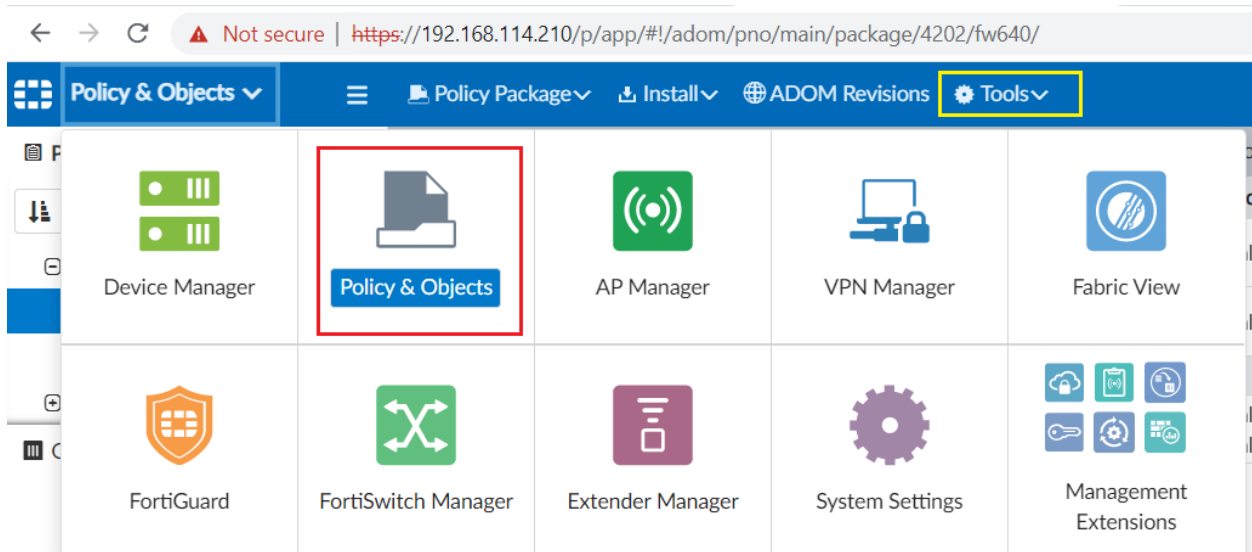 Not secure | https://192.168.114.210/p/app/#!/adom/pno/main/package/4202/fw640/
Policy & Objects Policy Package Install ADOM Revisions Tools
P
Device Manager Policy & Objects AP Manager VPN Manager Fabric View
FortiGuard FortiSwitch Manager Extender Manager System Settings Management
Extensions